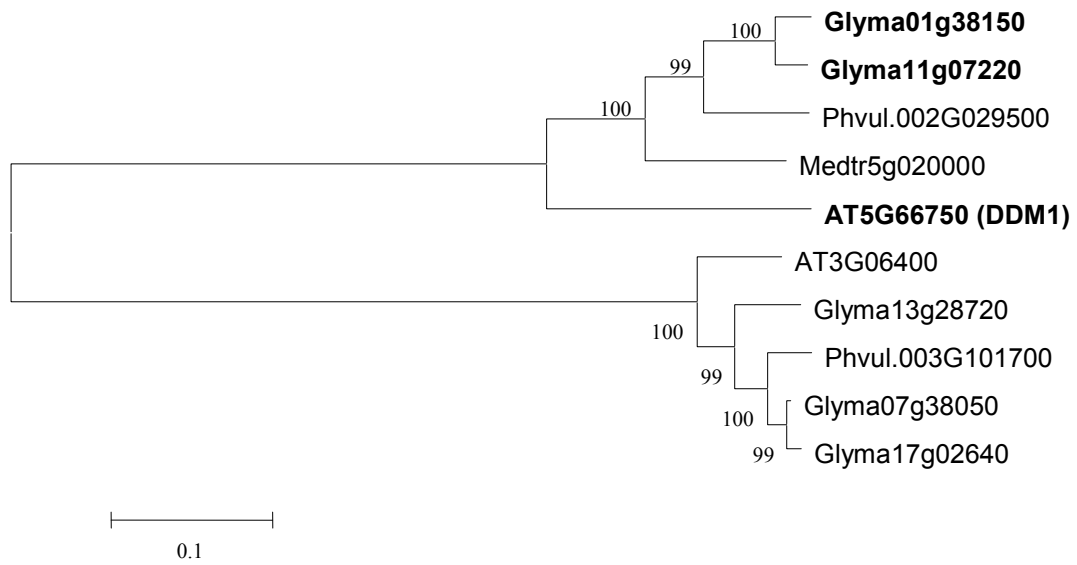 Glyma01g38150
100
Glyma11g07220
99
Phvul.002G029500
100
Medtr5g020000
AT5G66750 (DDM1)
AT3G06400
Glyma13g28720
100
Phvul.003G101700
99
Glyma07g38050
100
Glyma17g02640
99
0.1